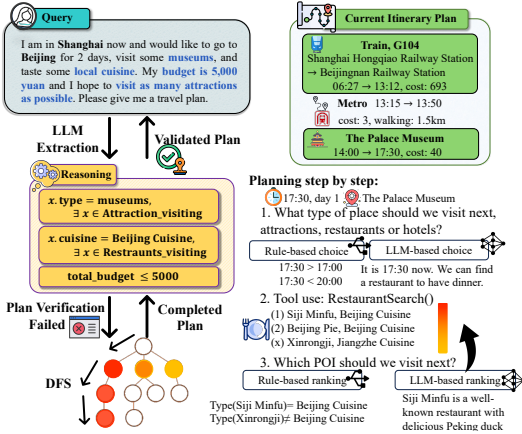 Query
I am in Shanghai now and would like to go to
Beijing for 2 days, visit some museums, and
taste some local cuisine. My budget is 5,000
yuan and I hope to visit as many attractions
as possible. Please give me a travel plan.
LLM
Extraction
Validated Plan
Reasoning
x.type = museums,
∃ x ∈ Attraction_visiting
x.cuisine = Beijing Cuisine,
∃ x ∈ Restraunts_visiting
total_budget ≤ 5000
Plan Verification
Failed
Completed
Plan
DFS
Current Itinerary Plan
Train, G104
Shanghai Hongqiao Railway Station
→ Beijingnan Railway Station
06:27 → 13:12, cost: 693
Metro 13:15 → 13:50
cost: 3, walking: 1.5km
The Palace Museum
14:00 → 17:30, cost: 40
Planning step by step:
17:30, day 1 The Palace Museum
1. What type of place should we visit next,
attractions, restaurants or hotels?
Rule-based choice
LLM-based choice
17:30 > 17:00
17:30 < 20:00
It is 17:30 now. We can find
a restaurant to have dinner.
2. Tool use: RestaurantSearch()
(1) Siji Minfu, Beijing Cuisine
(2) Beijing Pie, Beijing Cuisine
(x) Xinrongji, Jiangzhe Cuisine
3. Which POI should we visit next?
Rule-based ranking
LLM-based ranking
Type(Siji Minfu)= Beijing Cuisine
Type(Xinrongji)≠ Beijing Cuisine
Siji Minfu is a well-
known restaurant with
delicious Peking duck